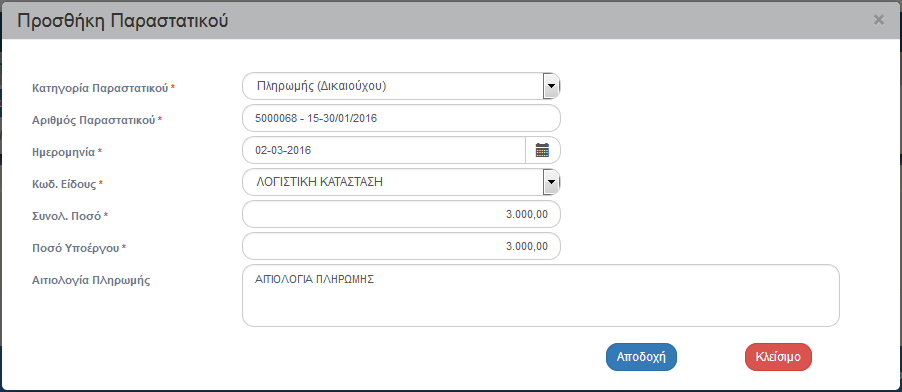 Προσθήκη Παραστατικού ×
Κατηγορία Παραστατικού * Πληρωμής (Δικαιούχου)
Αριθμός Παραστατικού * 5000068 - 15-30/01/2016
Ημερομηνία * 02-03-2016
Κωδ. Είδους * ΛΟΓΙΣΤΙΚΗ ΚΑΤΑΣΤΑΣΗ
Συνολ. Ποσό * 3.000,00
Ποσό Υποέργου * 3.000,00
Αιτιολογία Πληρωμής ΑΙΤΙΟΛΟΓΙΑ ΠΛΗΡΩΜΗΣ
Αποδοχή Κλείσιμο